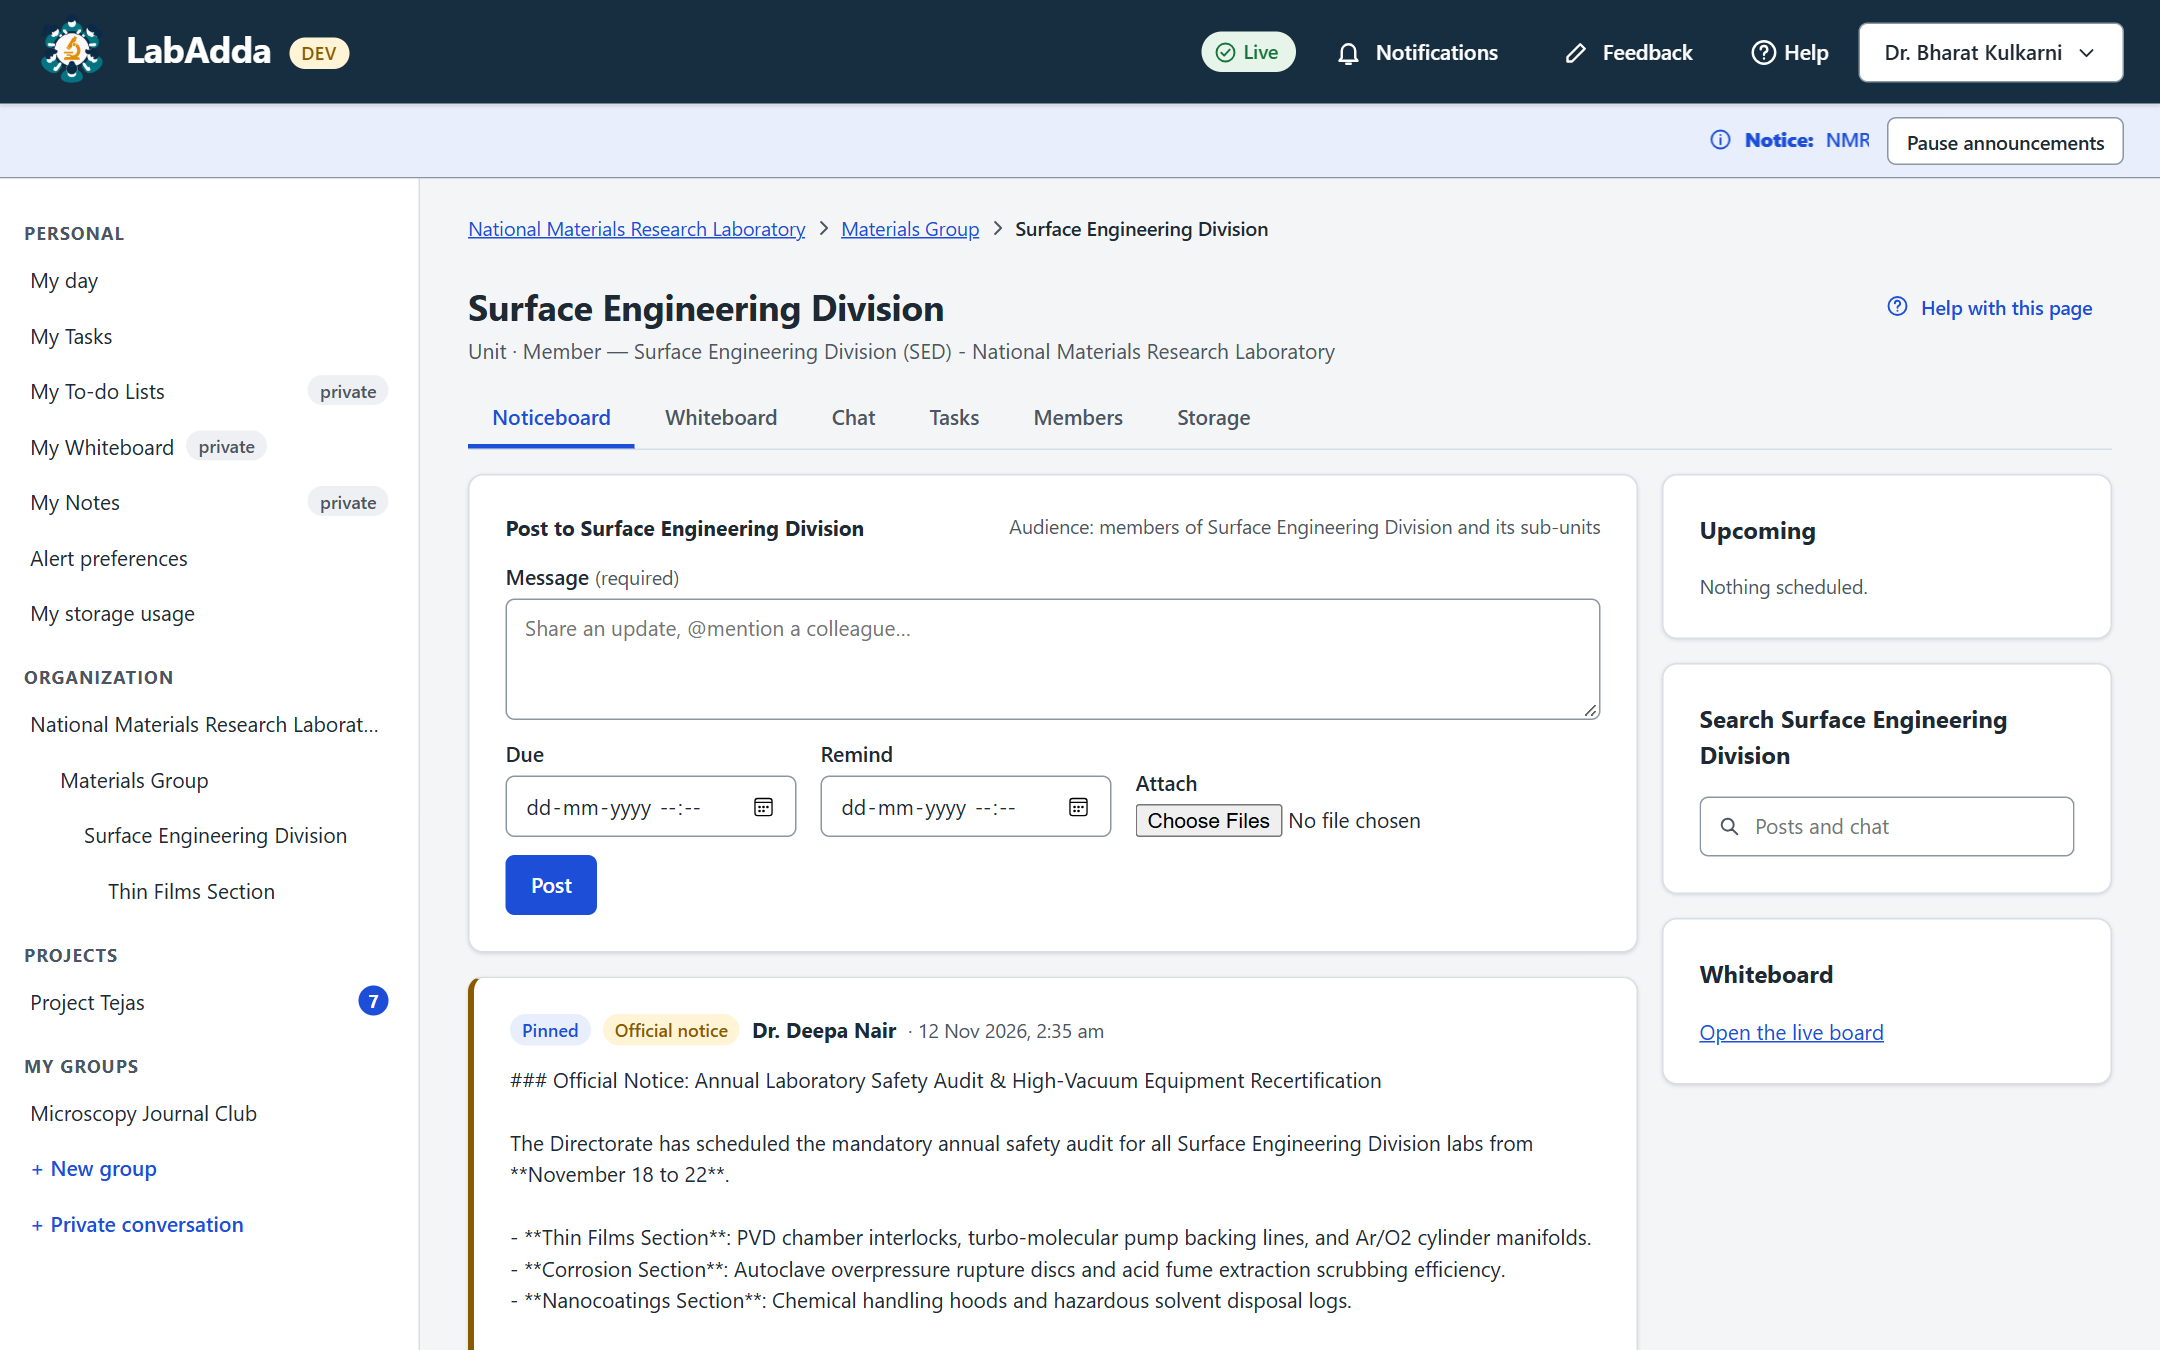 LabAdda DEV
Live
Notifications
Feedback
Help
Dr. Bharat Kulkarni
Notice: NMR
Pause announcements
PERSONAL
My day
My Tasks
My To-do Lists private
My Whiteboard private
My Notes private
Alert preferences
My storage usage
ORGANIZATION
National Materials Research Laborat...
Materials Group
Surface Engineering Division
Thin Films Section
PROJECTS
Project Tejas 7
MY GROUPS
Microscopy Journal Club
+ New group
+ Private conversation
National Materials Research Laboratory > Materials Group > Surface Engineering Division
Surface Engineering Division
Help with this page
Unit · Member — Surface Engineering Division (SED) - National Materials Research Laboratory
Noticeboard Whiteboard Chat Tasks Members Storage
Post to Surface Engineering Division
Audience: members of Surface Engineering Division and its sub-units
Message (required)
Share an update, @mention a colleague...
Due
dd-mm-yyyy --:--
Remind
dd-mm-yyyy --:--
Attach
Choose Files No file chosen
Post
Pinned Official notice Dr. Deepa Nair · 12 Nov 2026, 2:35 am
### Official Notice: Annual Laboratory Safety Audit & High-Vacuum Equipment Recertification
The Directorate has scheduled the mandatory annual safety audit for all Surface Engineering Division labs from
**November 18 to 22**.
- **Thin Films Section**: PVD chamber interlocks, turbo-molecular pump backing lines, and Ar/O2 cylinder manifolds.
- **Corrosion Section**: Autoclave overpressure rupture discs and acid fume extraction scrubbing efficiency.
- **Nanocoatings Section**: Chemical handling hoods and hazardous solvent disposal logs.
Upcoming
Nothing scheduled.
Search Surface Engineering
Division
Posts and chat
Whiteboard
Open the live board